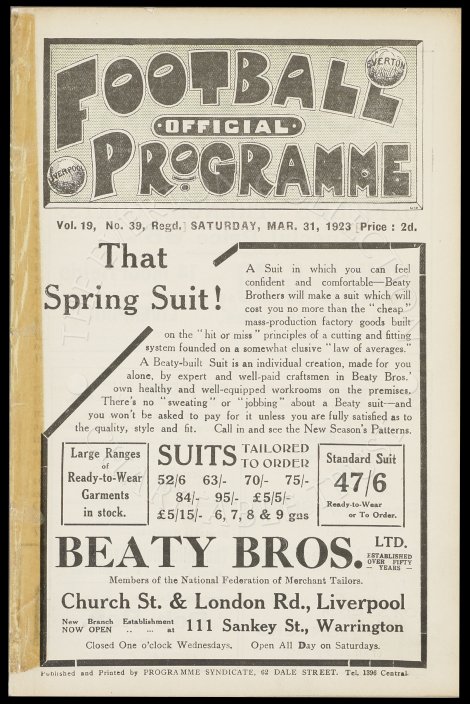 FOOTBALL
EVERTON
OFFICIAL
LIVERPOOL
PROGRAMME
Vol. 19, No. 39, Regd. SATURDAY, MAR. 31, 1923 Price : 2d.
That
Spring Suit!
A Suit in which you can feel
confident and comfortable—Beaty
Brothers will make a suit which will
cost you no more than the "cheap"
mass-production factory goods built
on the "hit or miss" principles of a cutting and fitting
system founded on a somewhat elusive "law of averages."
A Beaty-built Suit is an individual creation, made for you
alone, by expert and well-paid craftsmen in Beaty Bros.'
own healthy and well-equipped workrooms on the premises.
There's no "sweating" or "jobbing" about a Beaty suit—and
you won't be asked to pay for it unless you are fully satisfied as to
the quality, style and fit. Call in and see the New Season's Patterns.
Large Ranges
of
Ready-to-Wear
Garments
in stock.
SUITS TAILORED
TO ORDER
52/6 63/- 70/- 75/-
84/- 95/- £5/5/-
£5/15/- 6, 7, 8 & 9 gns
Standard Suit
47/6
Ready-to-Wear
or To Order.
BEATY BROS. LTD.
ESTABLISHED
OVER FIFTY
— YEARS —
Members of the National Federation of Merchant Tailors.
Church St. & London Rd., Liverpool
New Branch Establishment
NOW OPEN .. ... .. at 111 Sankey St., Warrington
Closed One o'clock Wednesdays. Open All Day on Saturdays.
Published and Printed by PROGRAMME SYNDICATE, 62 DALE STREET. Tel. 1396 Central.